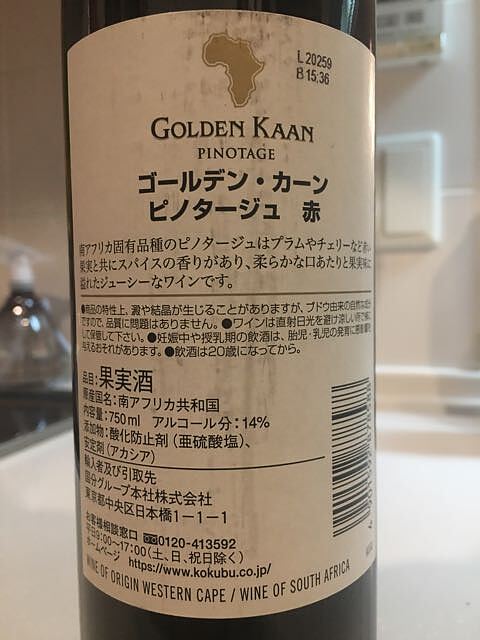 L 20259
B 15:36
GOLDEN KAAN
PINOTAGE
ゴールデン・カーン
ピノタージュ 赤
南アフリカ固有品種のピノタージュはプラムやチェリーなど
果実と共にスパイスの香りがあり、柔らかな口あたりと果実味に
溢れたジューシーなワインです。
●商品の特性上、澱や結晶が生じることがありますが、ブドウ由来の自然な成分
ですので、品質に問題はありません。●ワインは直射日光を避け涼しい所で横に
して保管して下さい。●妊娠中や授乳期の飲酒は、胎児・乳児の発育に悪影響を
与えるおそれがあります。●飲酒は20歳になってから。
品目:果実酒
原産国名:南アフリカ共和国
内容量:750ml アルコール分:14%
添加物:酸化防止剤(亜硫酸塩)、
安定剤(アカシア)
輸入者及び引取先
国分グループ本社株式会社
東京都中央区日本橋1-1-1
お客様相談窓口 0120-413592
平日9:00〜17:00(土、日、祝日除く)
ホームページ https://www.kokubu.co.jp/
WINE OF ORIGIN WESTERN CAPE / WINE OF SOUTH AFRICA